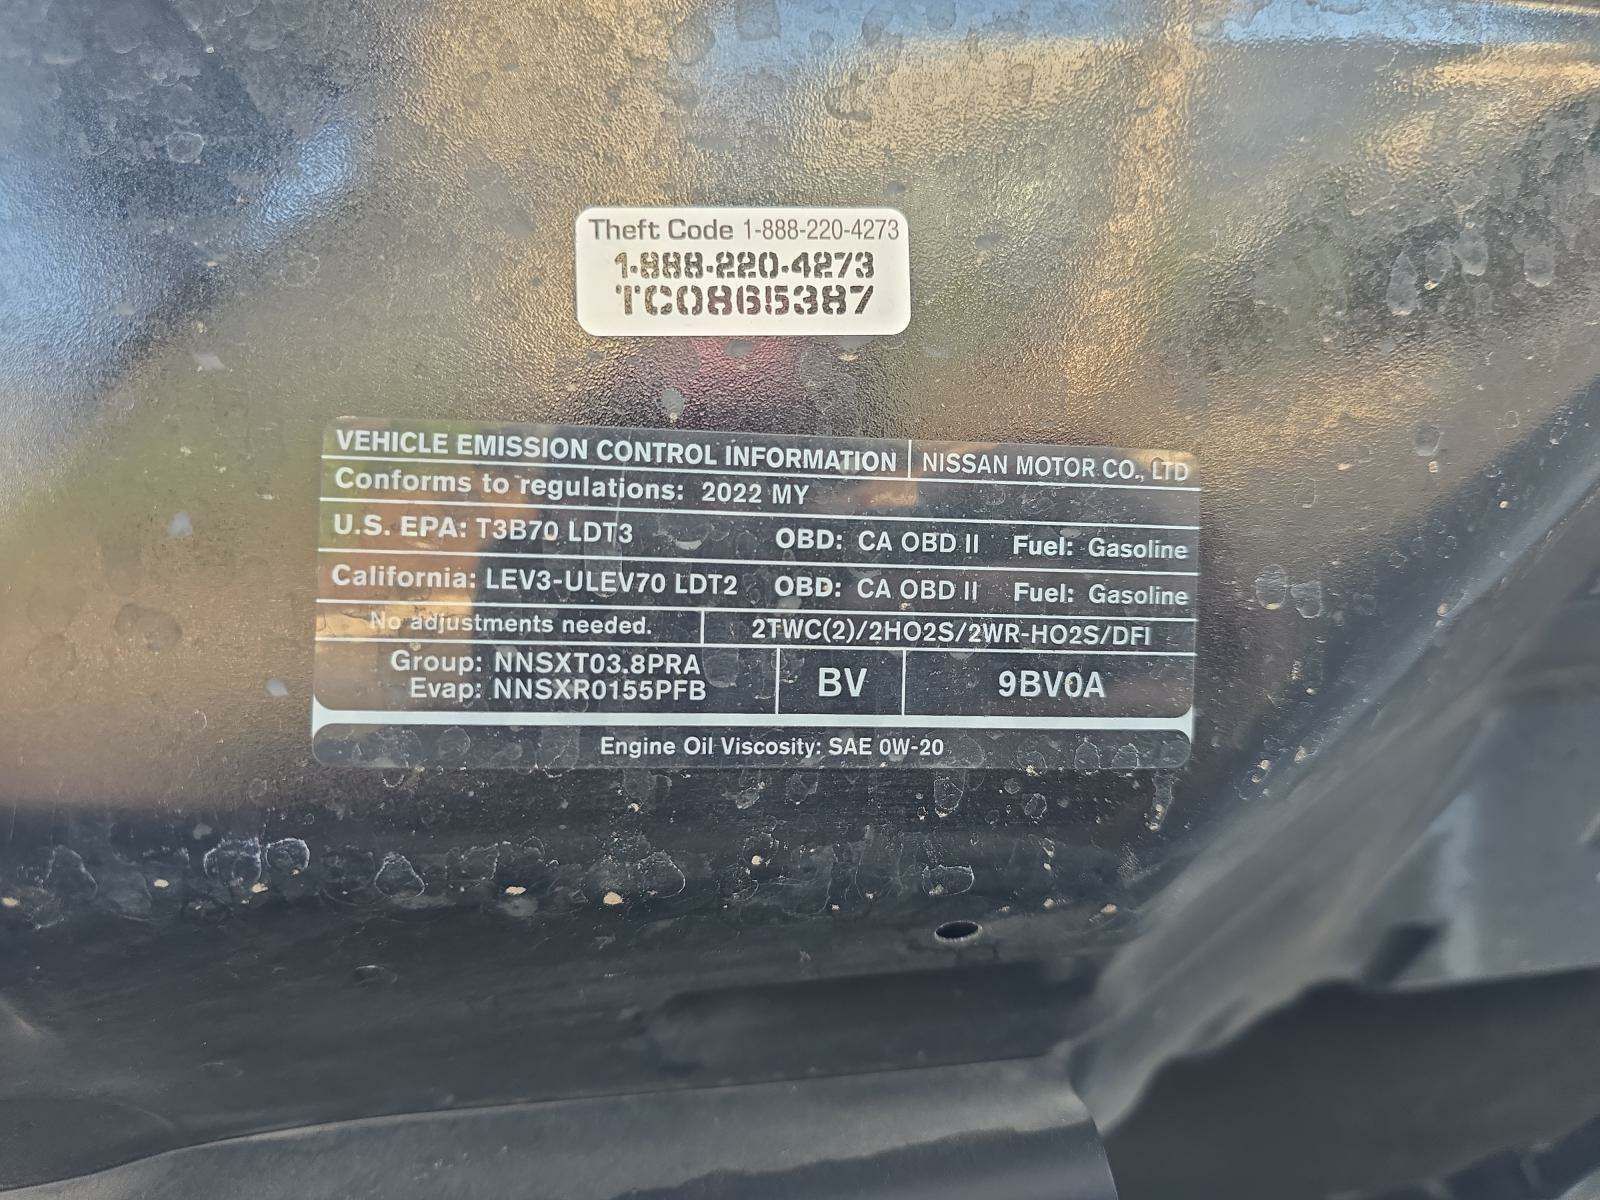 Theft Code 1-888-220-4273
1-888-220-4273
TC0865387
VEHICLE EMISSION CONTROL INFORMATION NISSAN MOTOR CO., LTD
Conforms to regulations: 2022 MY
U.S. EPA: T3B70 LDT3 OBD: CA OBD II Fuel: Gasoline
California: LEV3-ULEV70 LDT2 OBD: CA OBD II Fuel: Gasoline
No adjustments needed. 2TWC(2)/2HO2S/2WR-HO2S/DFI
Group: NNSXT03.8PRA BV 9BV0A
Evap: NNSXR0155PFB
Engine Oil Viscosity: SAE 0W-20